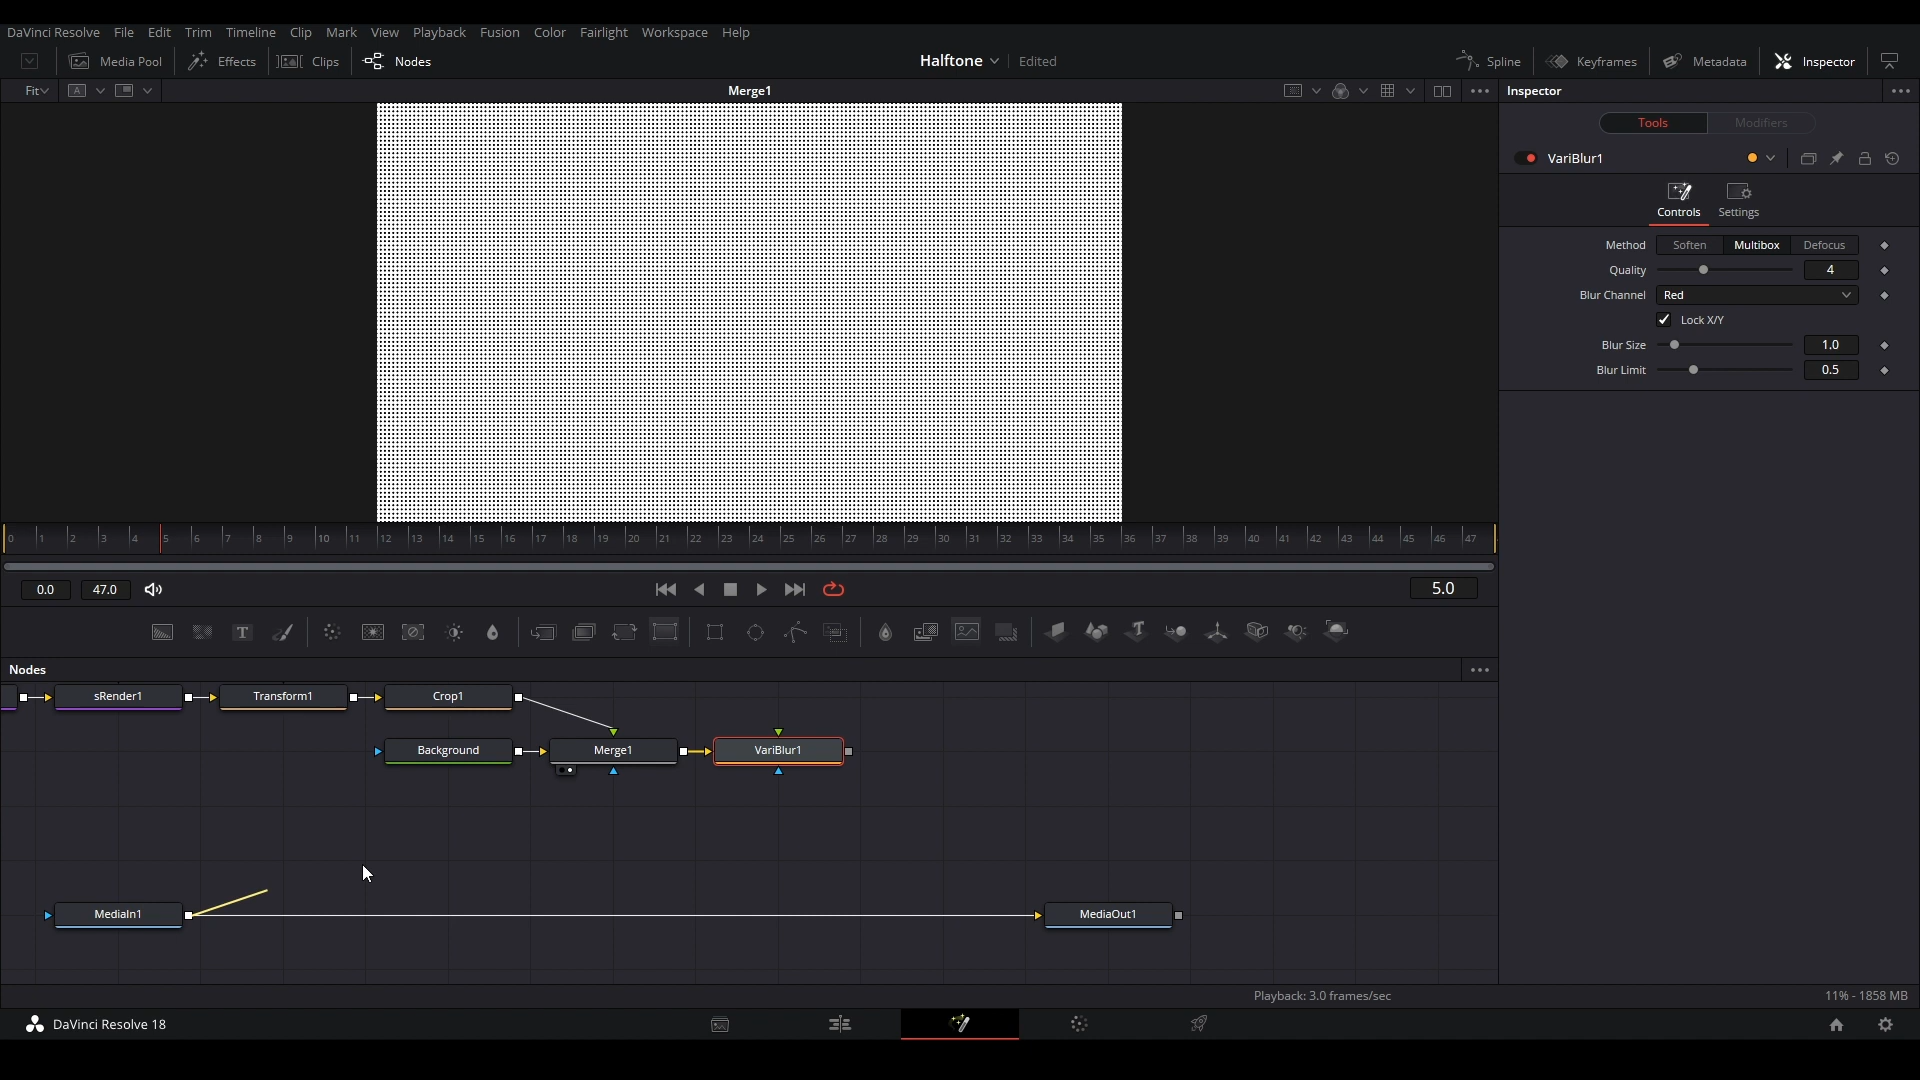 DaVinci Resolve File Edit Trim Timeline Clip Mark View Playback Fusion Color Fairlight Workspace Help
Media Pool Effects Clips Nodes Halftone Edited Spline Keyframes Metadata Inspector
Fit A Merge1 Inspector
Tools Modifiers
VariBlur1
Controls Settings
Method Soften Multibox Defocus
Quality 4
Blur Channel Red
Lock X/Y
Blur Size 1.0
Blur Limit 0.5
0 1 2 3 4 5 6 7 8 9 10 11 12 13 14 15 16 17 18 19 20 21 22 23 24 25 26 27 28 29 30 31 32 33 34 35 36 37 38 39 40 41 42 43 44 45 46 47
0.0 47.0 5.0
T T
Nodes
sRender1 Transform1 Crop1
Background Merge1 VariBlur1
MediaIn1 MediaOut1
Playback: 3.0 frames/sec 11% - 1858 MB
DaVinci Resolve 18